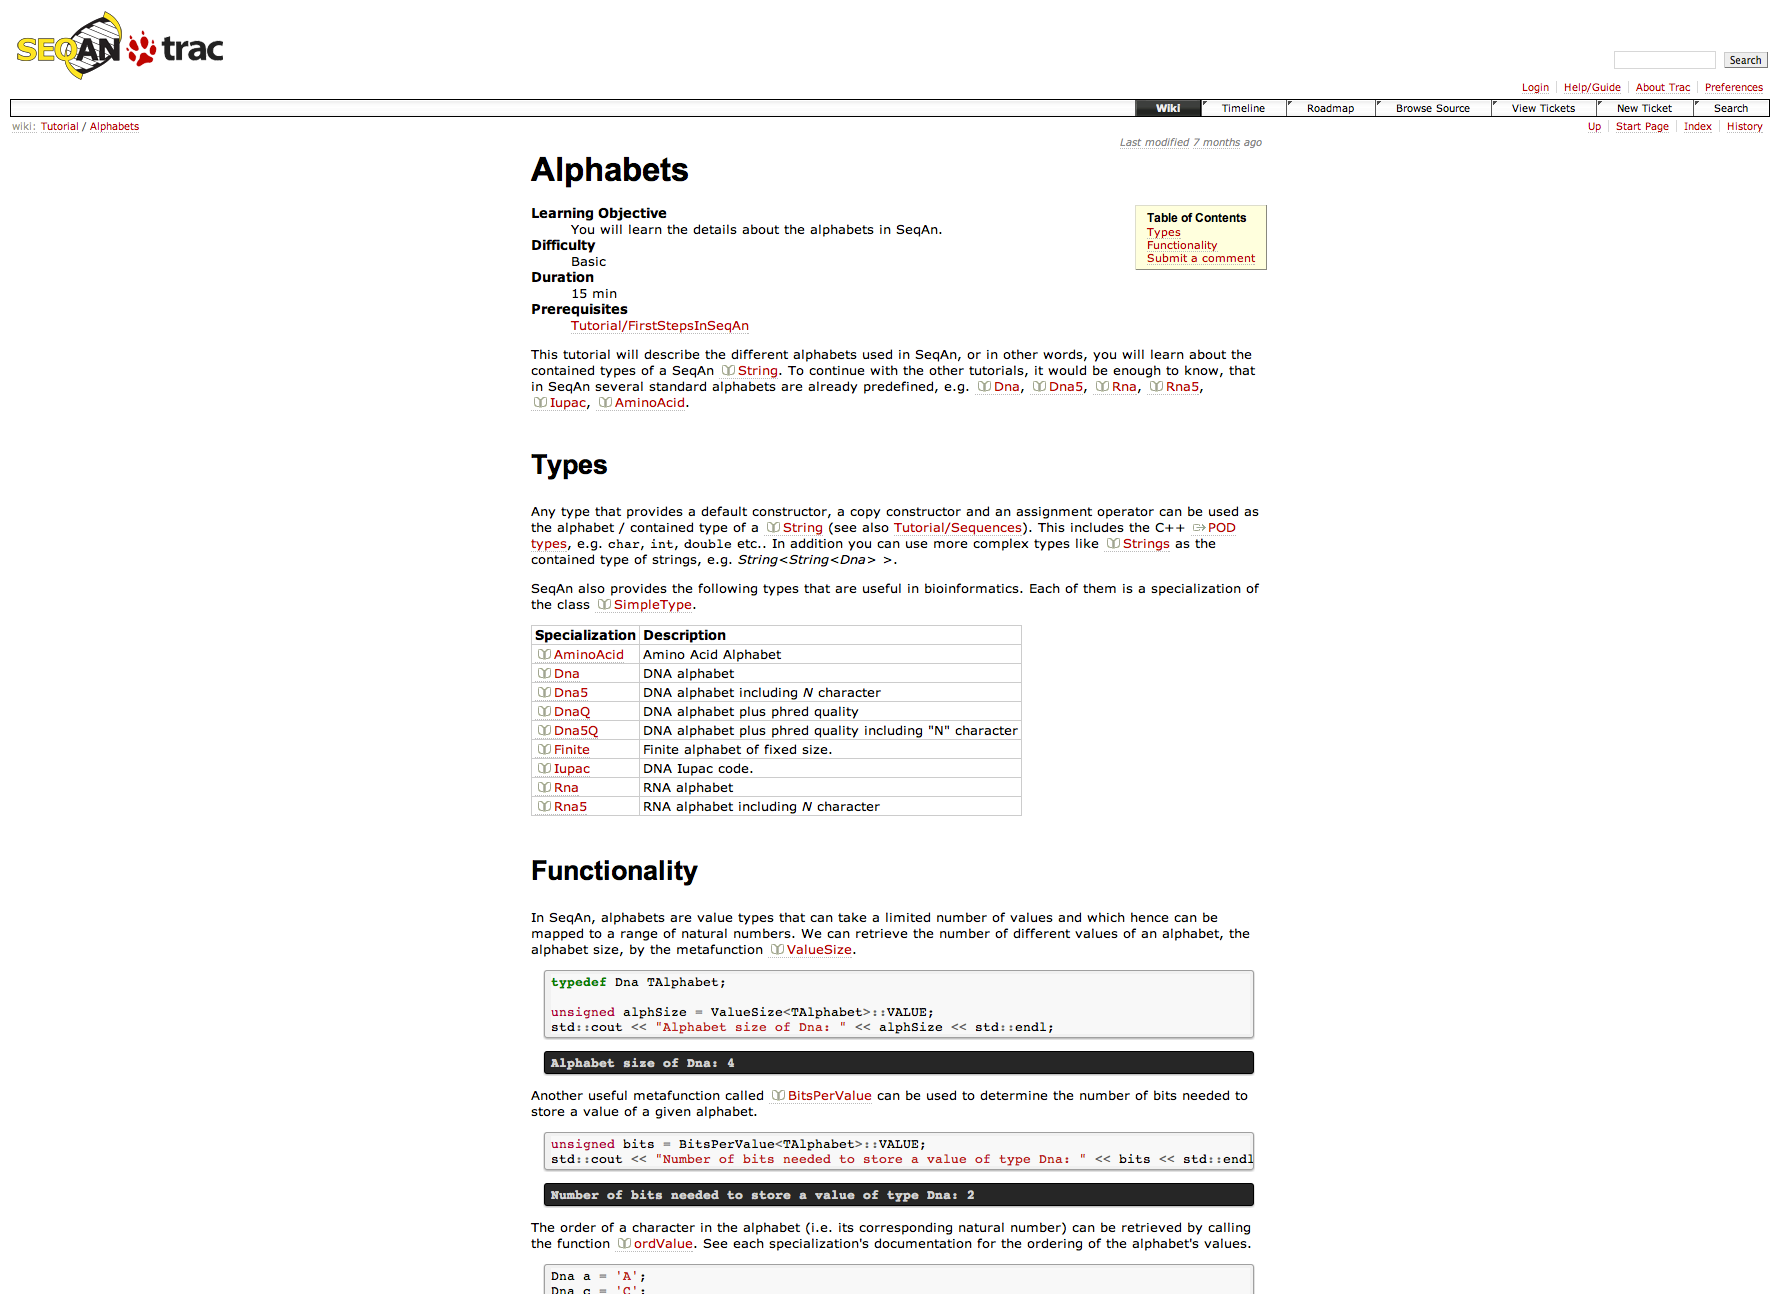 SEQAN trac
Search
Login Help/Guide About Trac Preferences
Wiki Timeline Roadmap Browse Source View Tickets New Ticket Search
wiki: Tutorial / Alphabets
Up Start Page Index History
Last modified 7 months ago
Alphabets
Learning Objective
You will learn the details about the alphabets in SeqAn.
Difficulty
Basic
Duration
15 min
Prerequisites
Tutorial/FirstStepsInSeqAn
Table of Contents
Types
Functionality
Submit a comment
This tutorial will describe the different alphabets used in SeqAn, or in other words, you will learn about the
contained types of a SeqAn String. To continue with the other tutorials, it would be enough to know, that
in SeqAn several standard alphabets are already predefined, e.g. Dna, Dna5, Rna, Rna5,
Iupac, AminoAcid.
Types
Any type that provides a default constructor, a copy constructor and an assignment operator can be used as
the alphabet / contained type of a String (see also Tutorial/Sequences). This includes the C++ POD
types, e.g. char, int, double etc.. In addition you can use more complex types like Strings as the
contained type of strings, e.g. String<String<Dna> >.
SeqAn also provides the following types that are useful in bioinformatics. Each of them is a specialization of
the class SimpleType.
Specialization Description
AminoAcid Amino Acid Alphabet
Dna DNA alphabet
Dna5 DNA alphabet including N character
DnaQ DNA alphabet plus phred quality
Dna5Q DNA alphabet plus phred quality including "N" character
Finite Finite alphabet of fixed size.
Iupac DNA Iupac code.
Rna RNA alphabet
Rna5 RNA alphabet including N character
Functionality
In SeqAn, alphabets are value types that can take a limited number of values and which hence can be
mapped to a range of natural numbers. We can retrieve the number of different values of an alphabet, the
alphabet size, by the metafunction ValueSize.
typedef Dna TAlphabet;
unsigned alphSize = ValueSize<TAlphabet>::VALUE;
std::cout << "Alphabet size of Dna: " << alphSize << std::endl;
Alphabet size of Dna: 4
Another useful metafunction called BitsPerValue can be used to determine the number of bits needed to
store a value of a given alphabet.
unsigned bits = BitsPerValue<TAlphabet>::VALUE;
std::cout << "Number of bits needed to store a value of type Dna: " << bits << std::endl
Number of bits needed to store a value of type Dna: 2
The order of a character in the alphabet (i.e. its corresponding natural number) can be retrieved by calling
the function ordValue. See each specialization's documentation for the ordering of the alphabet's values.
Dna a = 'A';
Dna c = 'C';